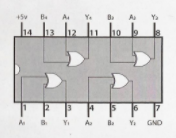 +5v B₄ A₄ Y₄ B₃ A₃ Y₃
14 13 12 11 10 9 8
1 2 3 4 5 6 7
A₁ B₁ Y₁ A₂ B₂ Y₂ GND